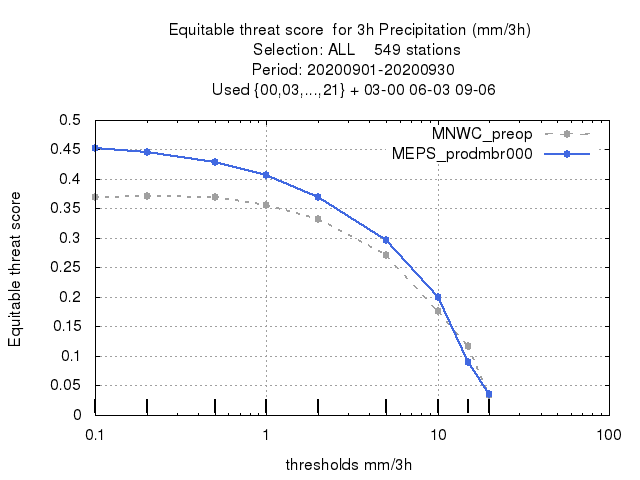 Equitable threat score  for 3h Precipitation (mm/3h)
Selection: ALL    549 stations
Period: 20200901-20200930
Used {00,03,...,21} + 03-00 06-03 09-06
MNWC_preop
MEPS_prodmbr000
Equitable threat score
0.5
0.45
0.4
0.35
0.3
0.25
0.2
0.15
0.1
0.05
0
0.1 1 10 100
thresholds mm/3h